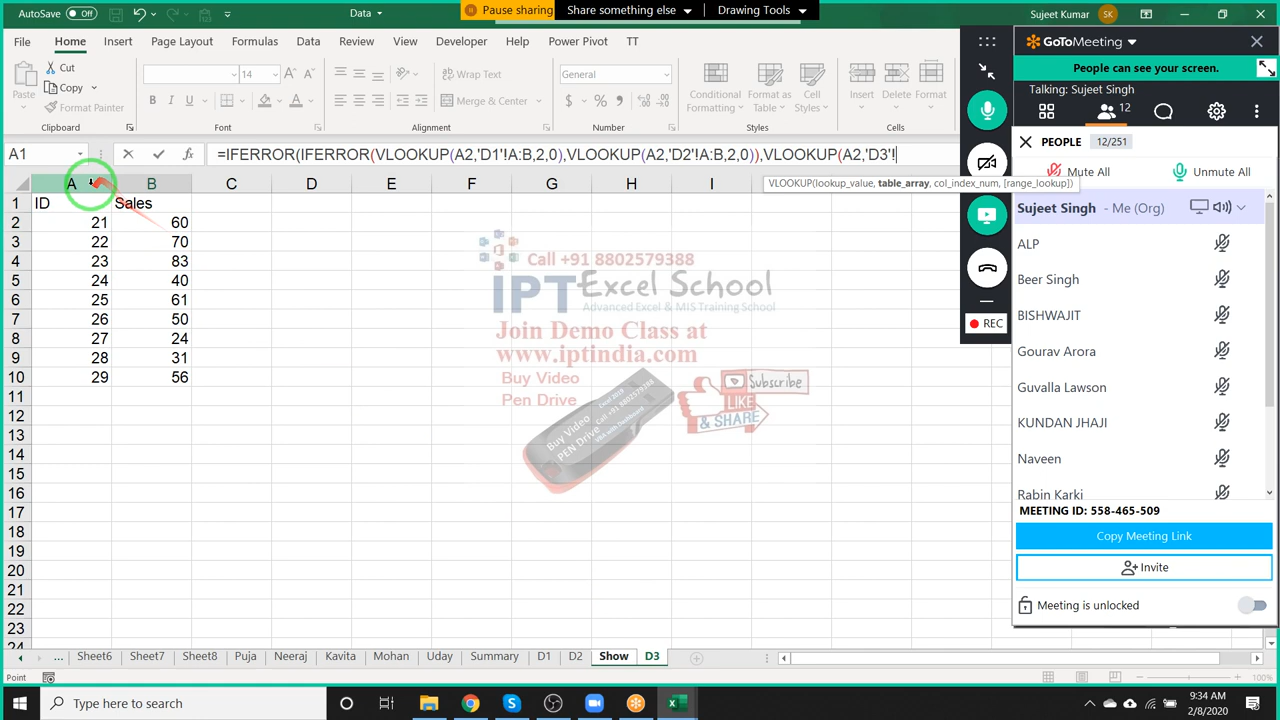 AutoSave Off
Data
Pause sharing
Share something else
Drawing Tools
Sujeet Kumar SK
File Home Insert Page Layout Formulas Data Review View Developer Help Power Pivot TT
Cut
Copy
Format Painter
Paste
Clipboard
14
B I U
Font
Wrap Text
Merge & Center
Alignment
General
Number
Conditional Formatting
Format as Table
Cell Styles
Styles
Insert Delete Format
Cells
A1
=IFERROR(IFERROR(VLOOKUP(A2,'D1'!A:B,2,0),VLOOKUP(A2,'D2'!A:B,2,0)),VLOOKUP(A2,'D3'!
VLOOKUP(lookup_value, table_array, col_index_num, [range_lookup])
A B C D E F G H I
1 ID Sales
2 21 60
3 22 70
4 23 83
5 24 40
6 25 61
7 26 50
8 27 24
9 28 31
10 29 56
11
12
13
14
15
16
17
18
19
20
21
22
23
24
Call +91 8802579388
IPT Excel School
Advanced Excel & MIS Training School
Join Demo Class at
www.iptindia.com
Buy Video
Pen Drive
Buy Video
PEN Drive
Subscribe
LIKE
& SHARE
REC
GoToMeeting
People can see your screen.
Talking: Sujeet Singh
12
PEOPLE 12/251
Mute All Unmute All
Sujeet Singh - Me (Org)
ALP
Beer Singh
BISHWAJIT
Gourav Arora
Guvalla Lawson
KUNDAN JHAJI
Naveen
Rabin Karki
MEETING ID: 558-465-509
Copy Meeting Link
Invite
Meeting is unlocked
... Sheet6 Sheet7 Sheet8 Puja Neeraj Kavita Mohan Uday Summary D1 D2 Show D3
Point
100%
Type here to search
9:34 AM
2/8/2020